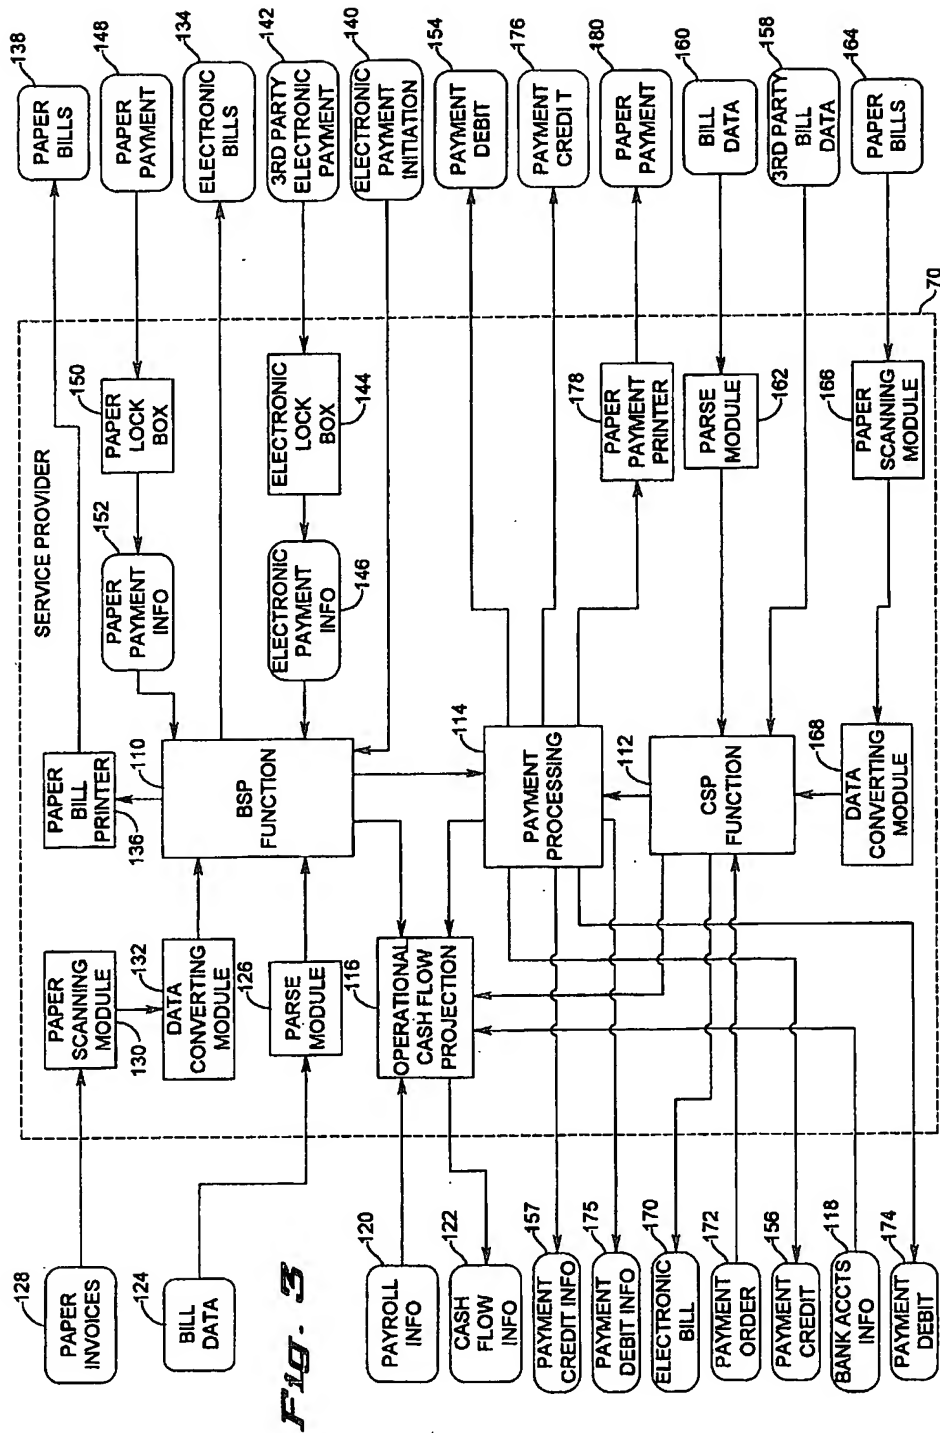 138
PAPER
BILLS
148
PAPER
PAYMENT
134
ELECTRONIC
BILLS
142
3RD PARTY
ELECTRONIC
PAYMENT
140
ELECTRONIC
PAYMENT
INITIATION
154
PAYMENT
DEBIT
176
PAYMENT
CREDIT
180
PAPER
PAYMENT
160
BILL
DATA
158
3RD PARTY
BILL
DATA
164
PAPER
BILLS
70
SERVICE PROVIDER
150
PAPER
LOCK
BOX
152
PAPER
PAYMENT
INFO
ELECTRONIC
LOCK
BOX
144
ELECTRONIC
PAYMENT
INFO
146
178
PAPER
PAYMENT
PRINTER
PARSE
MODULE
162
166
PAPER
SCANNING
MODULE
PAPER
BILL
PRINTER
136
110
BSP
FUNCTION
114
PAYMENT
PROCESSING
112
CSP
FUNCTION
168
DATA
CONVERTING
MODULE
PAPER
SCANNING
MODULE
130
132
DATA
CONVERTING
MODULE
126
PARSE
MODULE
116
OPERATIONAL
CASH FLOW
PROJECTION
128
PAPER
INVOICES
124
BILL
DATA
120
PAYROLL
INFO
122
CASH
FLOW
INFO
157
PAYMENT
CREDIT INFO
175
PAYMENT
DEBIT INFO
170
ELECTRONIC
BILL
172
PAYMENT
ORDER
156
PAYMENT
CREDIT
118
BANK ACCTS
INFO
174
PAYMENT
DEBIT
Fig. 3